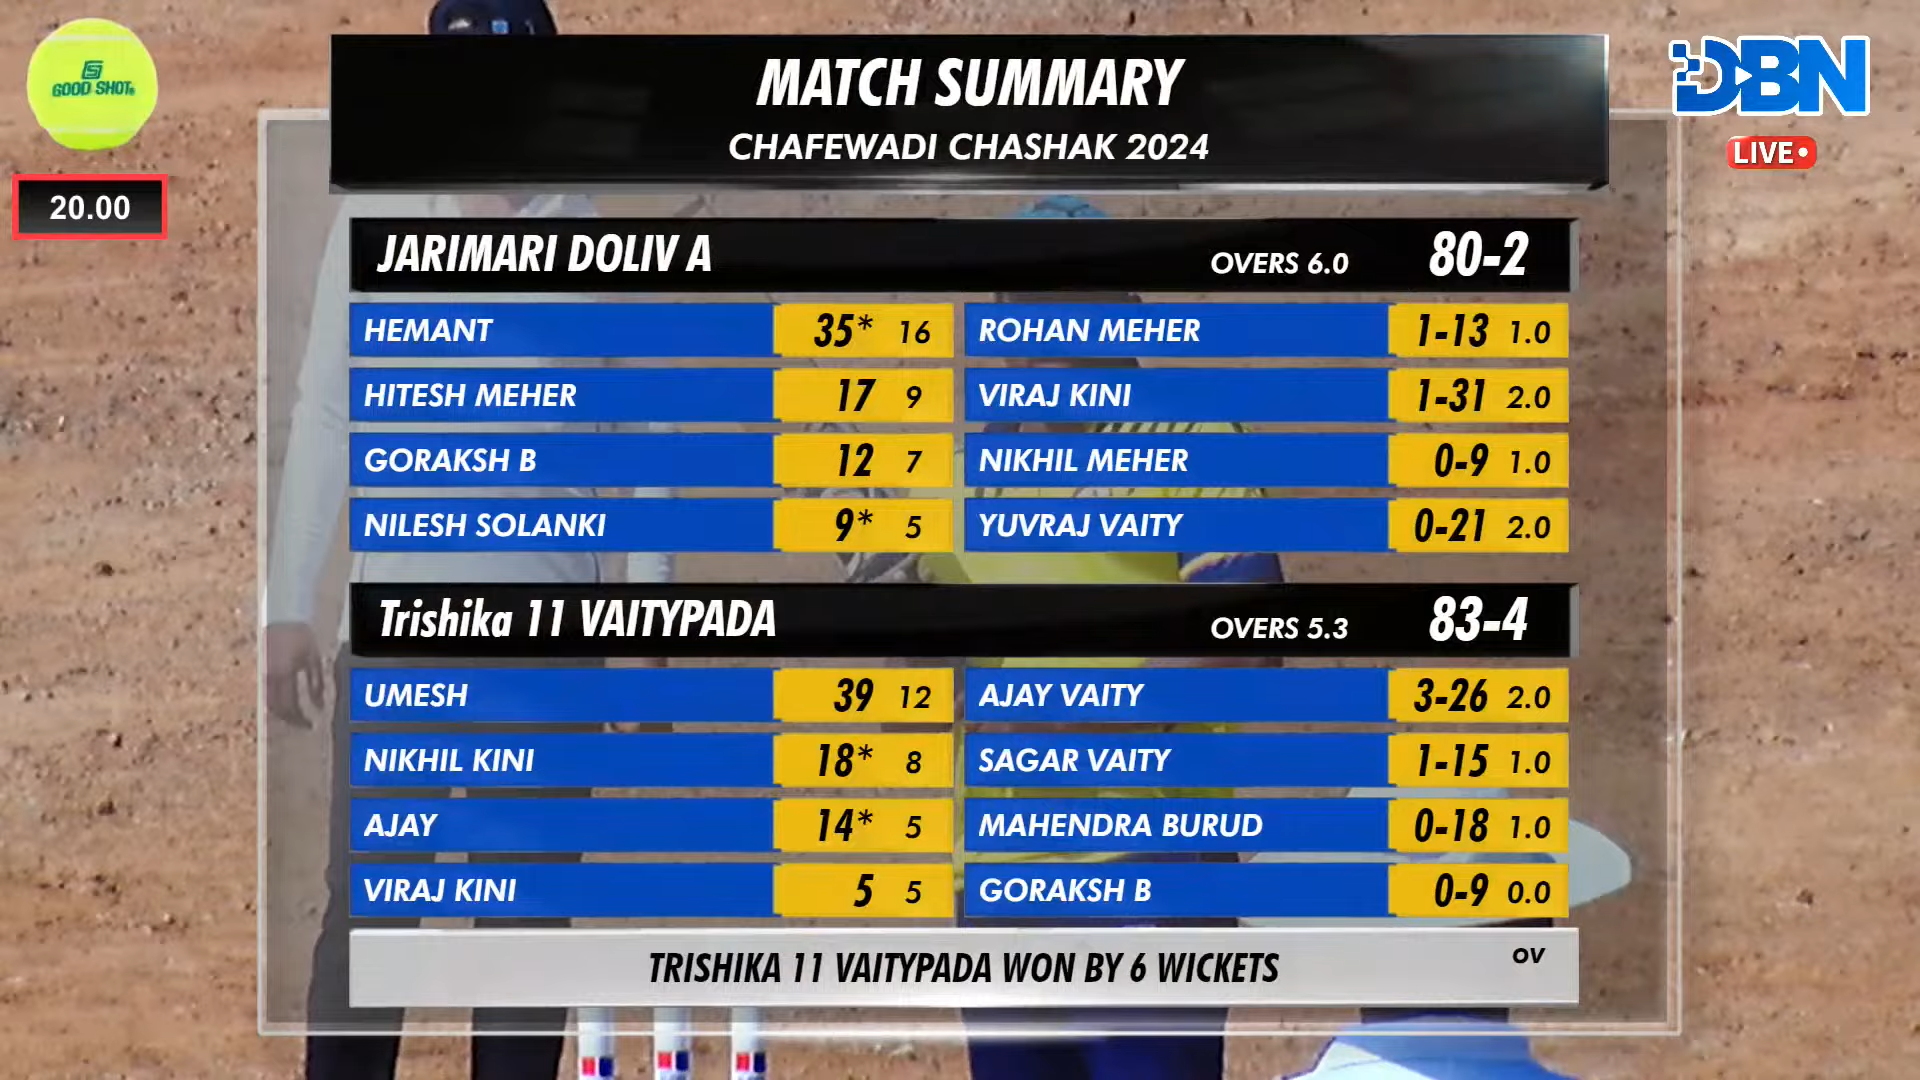 GOOD SHOT
20.00
MATCH SUMMARY
CHAFEWADI CHASHAK 2024
DBN
LIVE
JARIMARI DOLIV A OVERS 6.0 80-2
HEMANT 35* 16 ROHAN MEHER 1-13 1.0
HITESH MEHER 17 9 VIRAJ KINI 1-31 2.0
GORAKSH B 12 7 NIKHIL MEHER 0-9 1.0
NILESH SOLANKI 9* 5 YUVRAJ VAITY 0-21 2.0
Trishika 11 VAITYPADA OVERS 5.3 83-4
UMESH 39 12 AJAY VAITY 3-26 2.0
NIKHIL KINI 18* 8 SAGAR VAITY 1-15 1.0
AJAY 14* 5 MAHENDRA BURUD 0-18 1.0
VIRAJ KINI 5 5 GORAKSH B 0-9 0.0
TRISHIKA 11 VAITYPADA WON BY 6 WICKETS OV